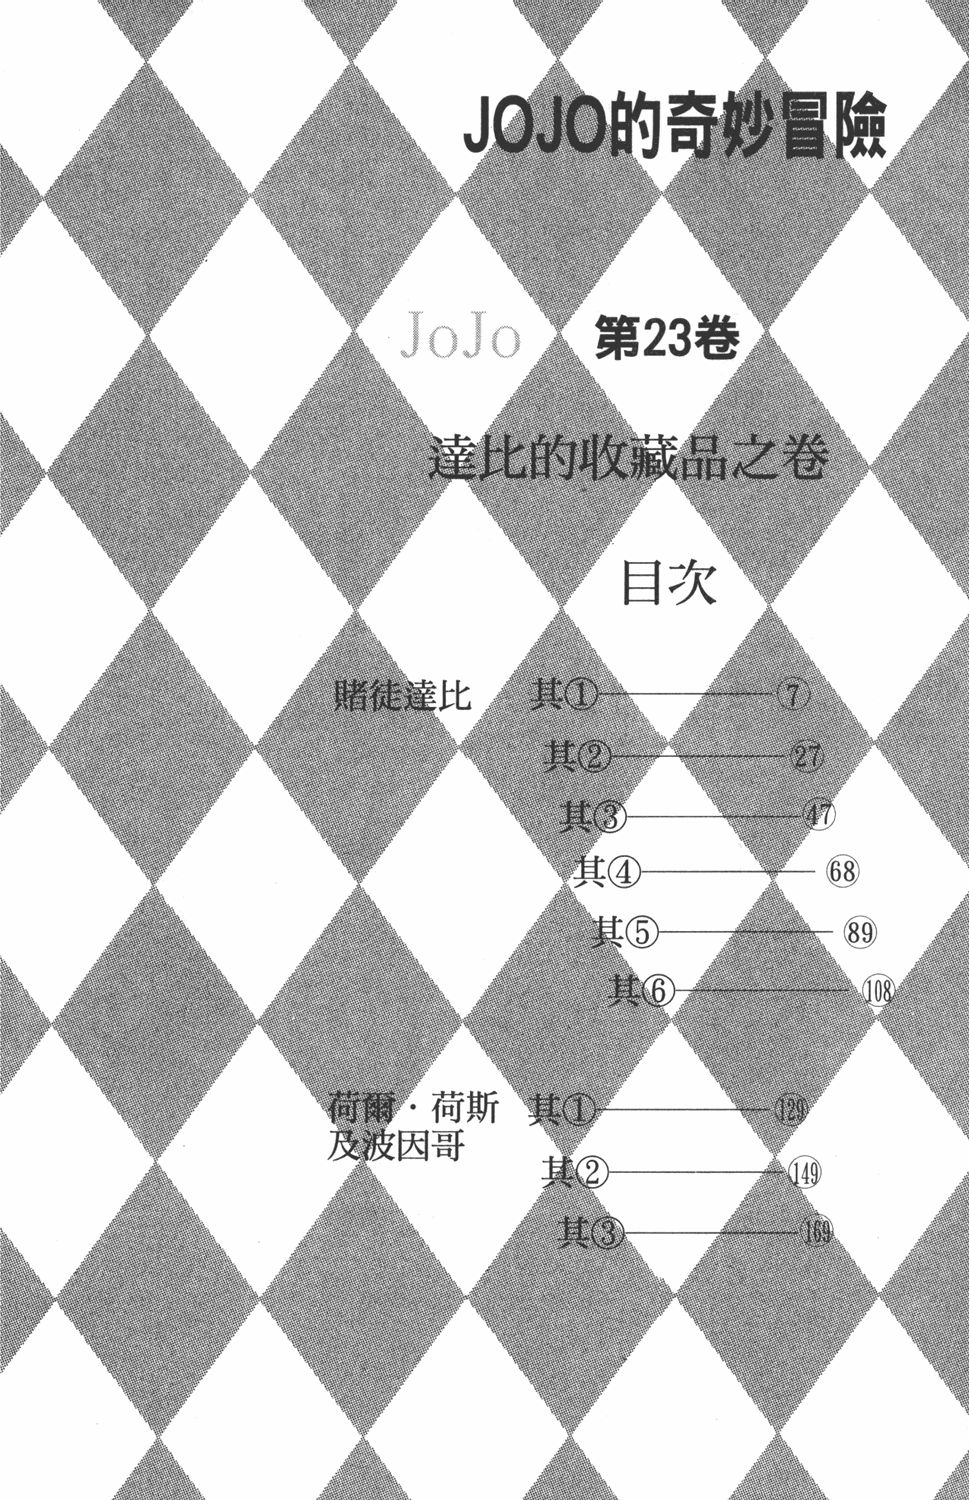 JOJO的奇妙冒險
JoJo 第23卷
達比的收藏品之卷
目次
賭徒達比 其① ⑦
其② ㉗
其③ ㊼
其④ 68
其⑤ 89
其⑥ 108
荷爾・荷斯 其① 129
及波因哥
其② 149
其③ 169